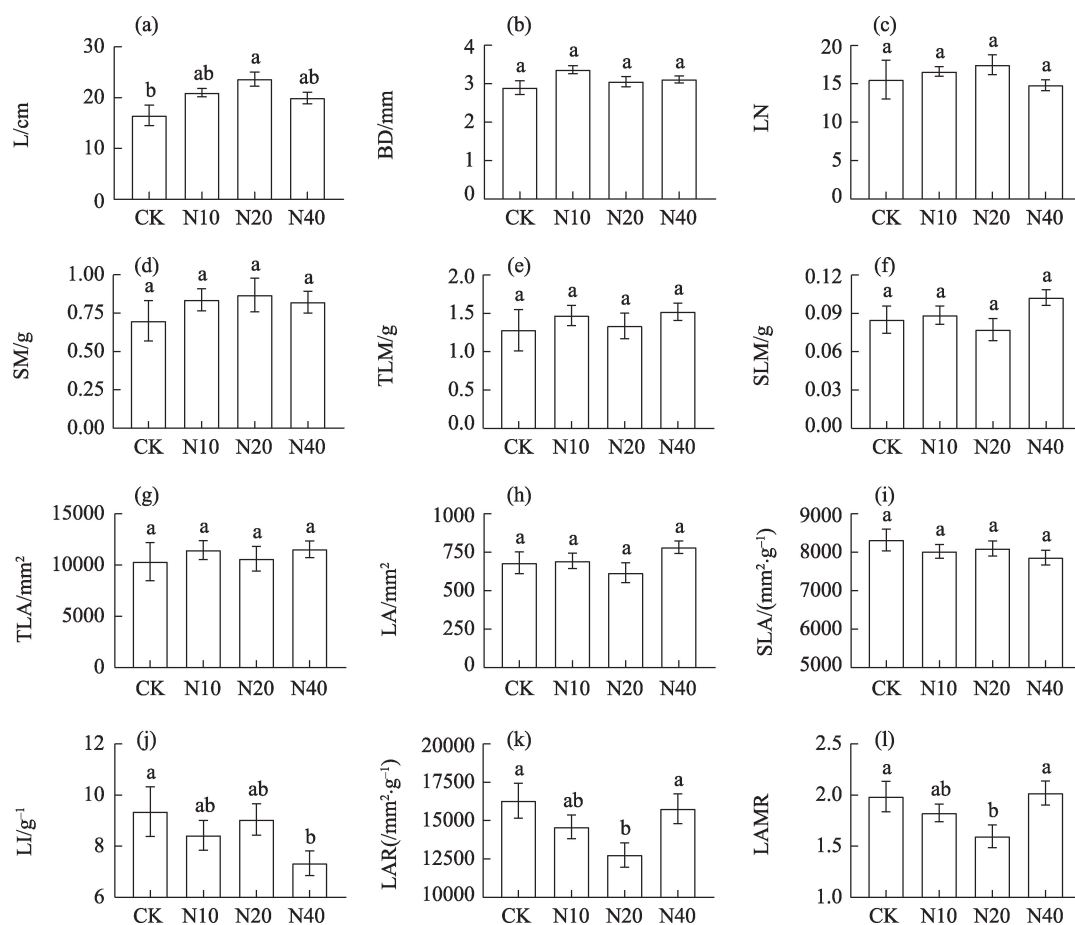 (a)
30
20
10
0
L/cm
b
ab
a
ab
CK N10 N20 N40
(b)
4
3
2
1
0
BD/mm
a
a
a
a
CK N10 N20 N40
(c)
20
15
10
5
0
LN
a
a
a
a
CK N10 N20 N40
(d)
1.00
0.75
0.50
0.25
0.00
SM/g
a
a
a
a
CK N10 N20 N40
(e)
2.0
1.5
1.0
0.5
0.0
TLM/g
a
a
a
a
CK N10 N20 N40
(f)
0.12
0.09
0.06
0.03
0.00
SLM/g
a
a
a
a
CK N10 N20 N40
(g)
15000
10000
5000
0
TLA/mm²
a
a
a
a
CK N10 N20 N40
(h)
1000
750
500
250
0
LA/mm²
a
a
a
a
CK N10 N20 N40
(i)
9000
8000
7000
6000
5000
SLA/(mm²·g⁻¹)
a
a
a
a
CK N10 N20 N40
(j)
12
10
8
6
LI/g⁻¹
a
ab
ab
b
CK N10 N20 N40
(k)
20000
17500
15000
12500
10000
LAR(/mm²·g⁻¹)
a
ab
b
a
CK N10 N20 N40
(l)
2.5
2.0
1.5
1.0
LAMR
a
ab
b
a
CK N10 N20 N40